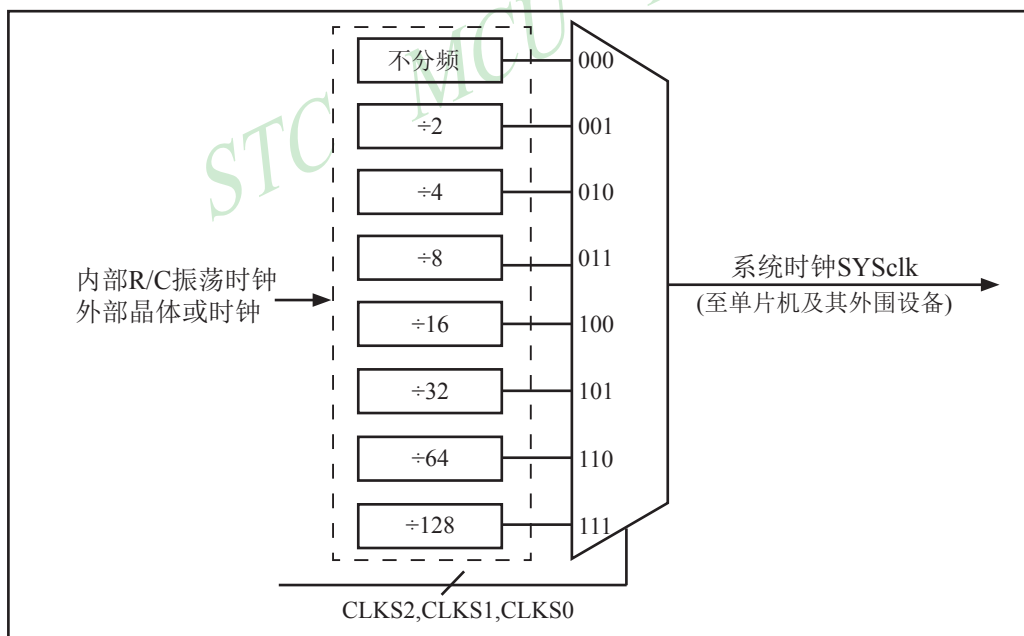 STC MCU
不分频
000
÷2
001
÷4
010
÷8
011
÷16
100
÷32
101
÷64
110
÷128
111
内部R/C振荡时钟
外部晶体或时钟
系统时钟SYSclk
(至单片机及其外围设备)
CLKS2,CLKS1,CLKS0